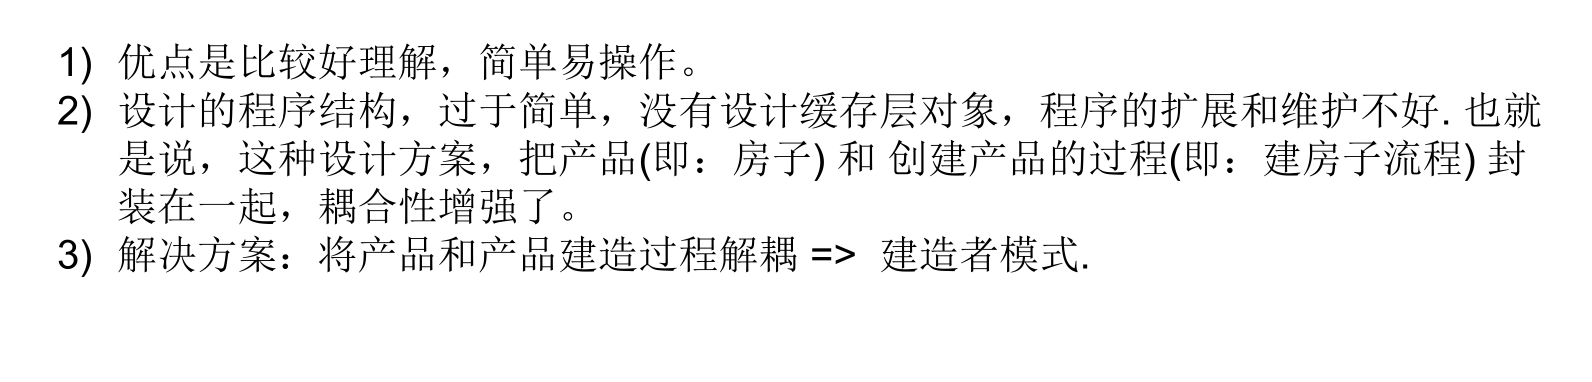 1) 优点是比较好理解，简单易操作。
2) 设计的程序结构，过于简单，没有设计缓存层对象，程序的扩展和维护不好. 也就
是说，这种设计方案，把产品(即：房子) 和 创建产品的过程(即：建房子流程) 封
装在一起，耦合性增强了。
3) 解决方案：将产品和产品建造过程解耦 => 建造者模式.